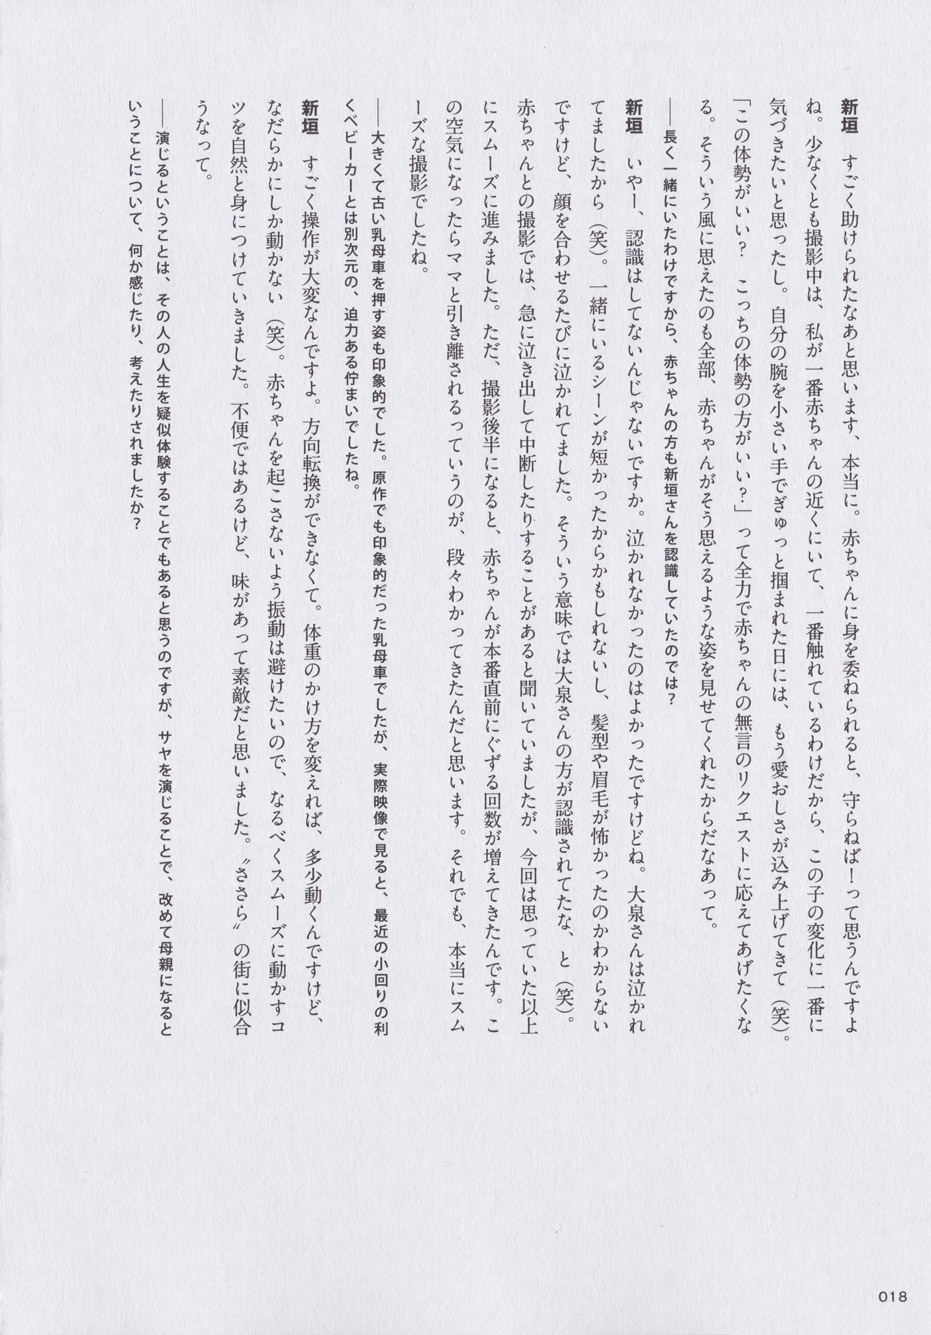 新垣　すごく助けられたなあと思います、本当に。赤ちゃんに身を委ねられると、守らねば！って思うんですよ
ね。少なくとも撮影中は、私が一番赤ちゃんの近くにいて、一番触れているわけだから、この子の変化に一番に
気づきたいと思ったし。自分の腕を小さい手でぎゅっと掴まれた日には、もう愛おしさが込み上げてきて（笑）。
「この体勢がいい？　こっちの体勢の方がいい？」って全力で赤ちゃんの無言のリクエストに応えてあげたくな
る。そういう風に思えたのも全部、赤ちゃんがそう思えるような姿を見せてくれたからだなあって。
――長く一緒にいたわけですから、赤ちゃんの方も新垣さんを認識していたのでは？
新垣　いやー、認識はしてないんじゃないですか。泣かれなかったのはよかったですけどね。大泉さんは泣かれ
てましたから（笑）。一緒にいるシーンが短かったからかもしれないし、髪型や眉毛が怖かったのかわからない
ですけど、顔を合わせるたびに泣かれてました。そういう意味では大泉さんの方が認識されてたな、と（笑）。
赤ちゃんとの撮影では、急に泣き出して中断したりすることがあると聞いていましたが、今回は思っていた以上
にスムーズに進みました。ただ、撮影後半になると、赤ちゃんが本番直前にぐずる回数が増えてきたんです。こ
の空気になったらママと引き離されるっていうのが、段々わかってきたんだと思います。それでも、本当にスム
ーズな撮影でしたね。
――大きくて古い乳母車を押す姿も印象的でした。原作でも印象的だった乳母車でしたが、実際映像で見ると、最近の小回りの利
くベビーカーとは別次元の、迫力ある佇まいでしたね。
新垣　すごく操作が大変なんですよ。方向転換ができなくて。体重のかけ方を変えれば、多少動くんですけど、
なだらかにしか動かない（笑）。赤ちゃんを起こさないよう振動は避けたいので、なるべくスムーズに動かすコ
ツを自然と身につけていきました。不便ではあるけど、味があって素敵だと思いました。〝ささら〟の街に似合
うなって。
――演じるということは、その人の人生を疑似体験することでもあると思うのですが、サヤを演じることで、改めて母親になると
いうことについて、何か感じたり、考えたりされましたか？
018